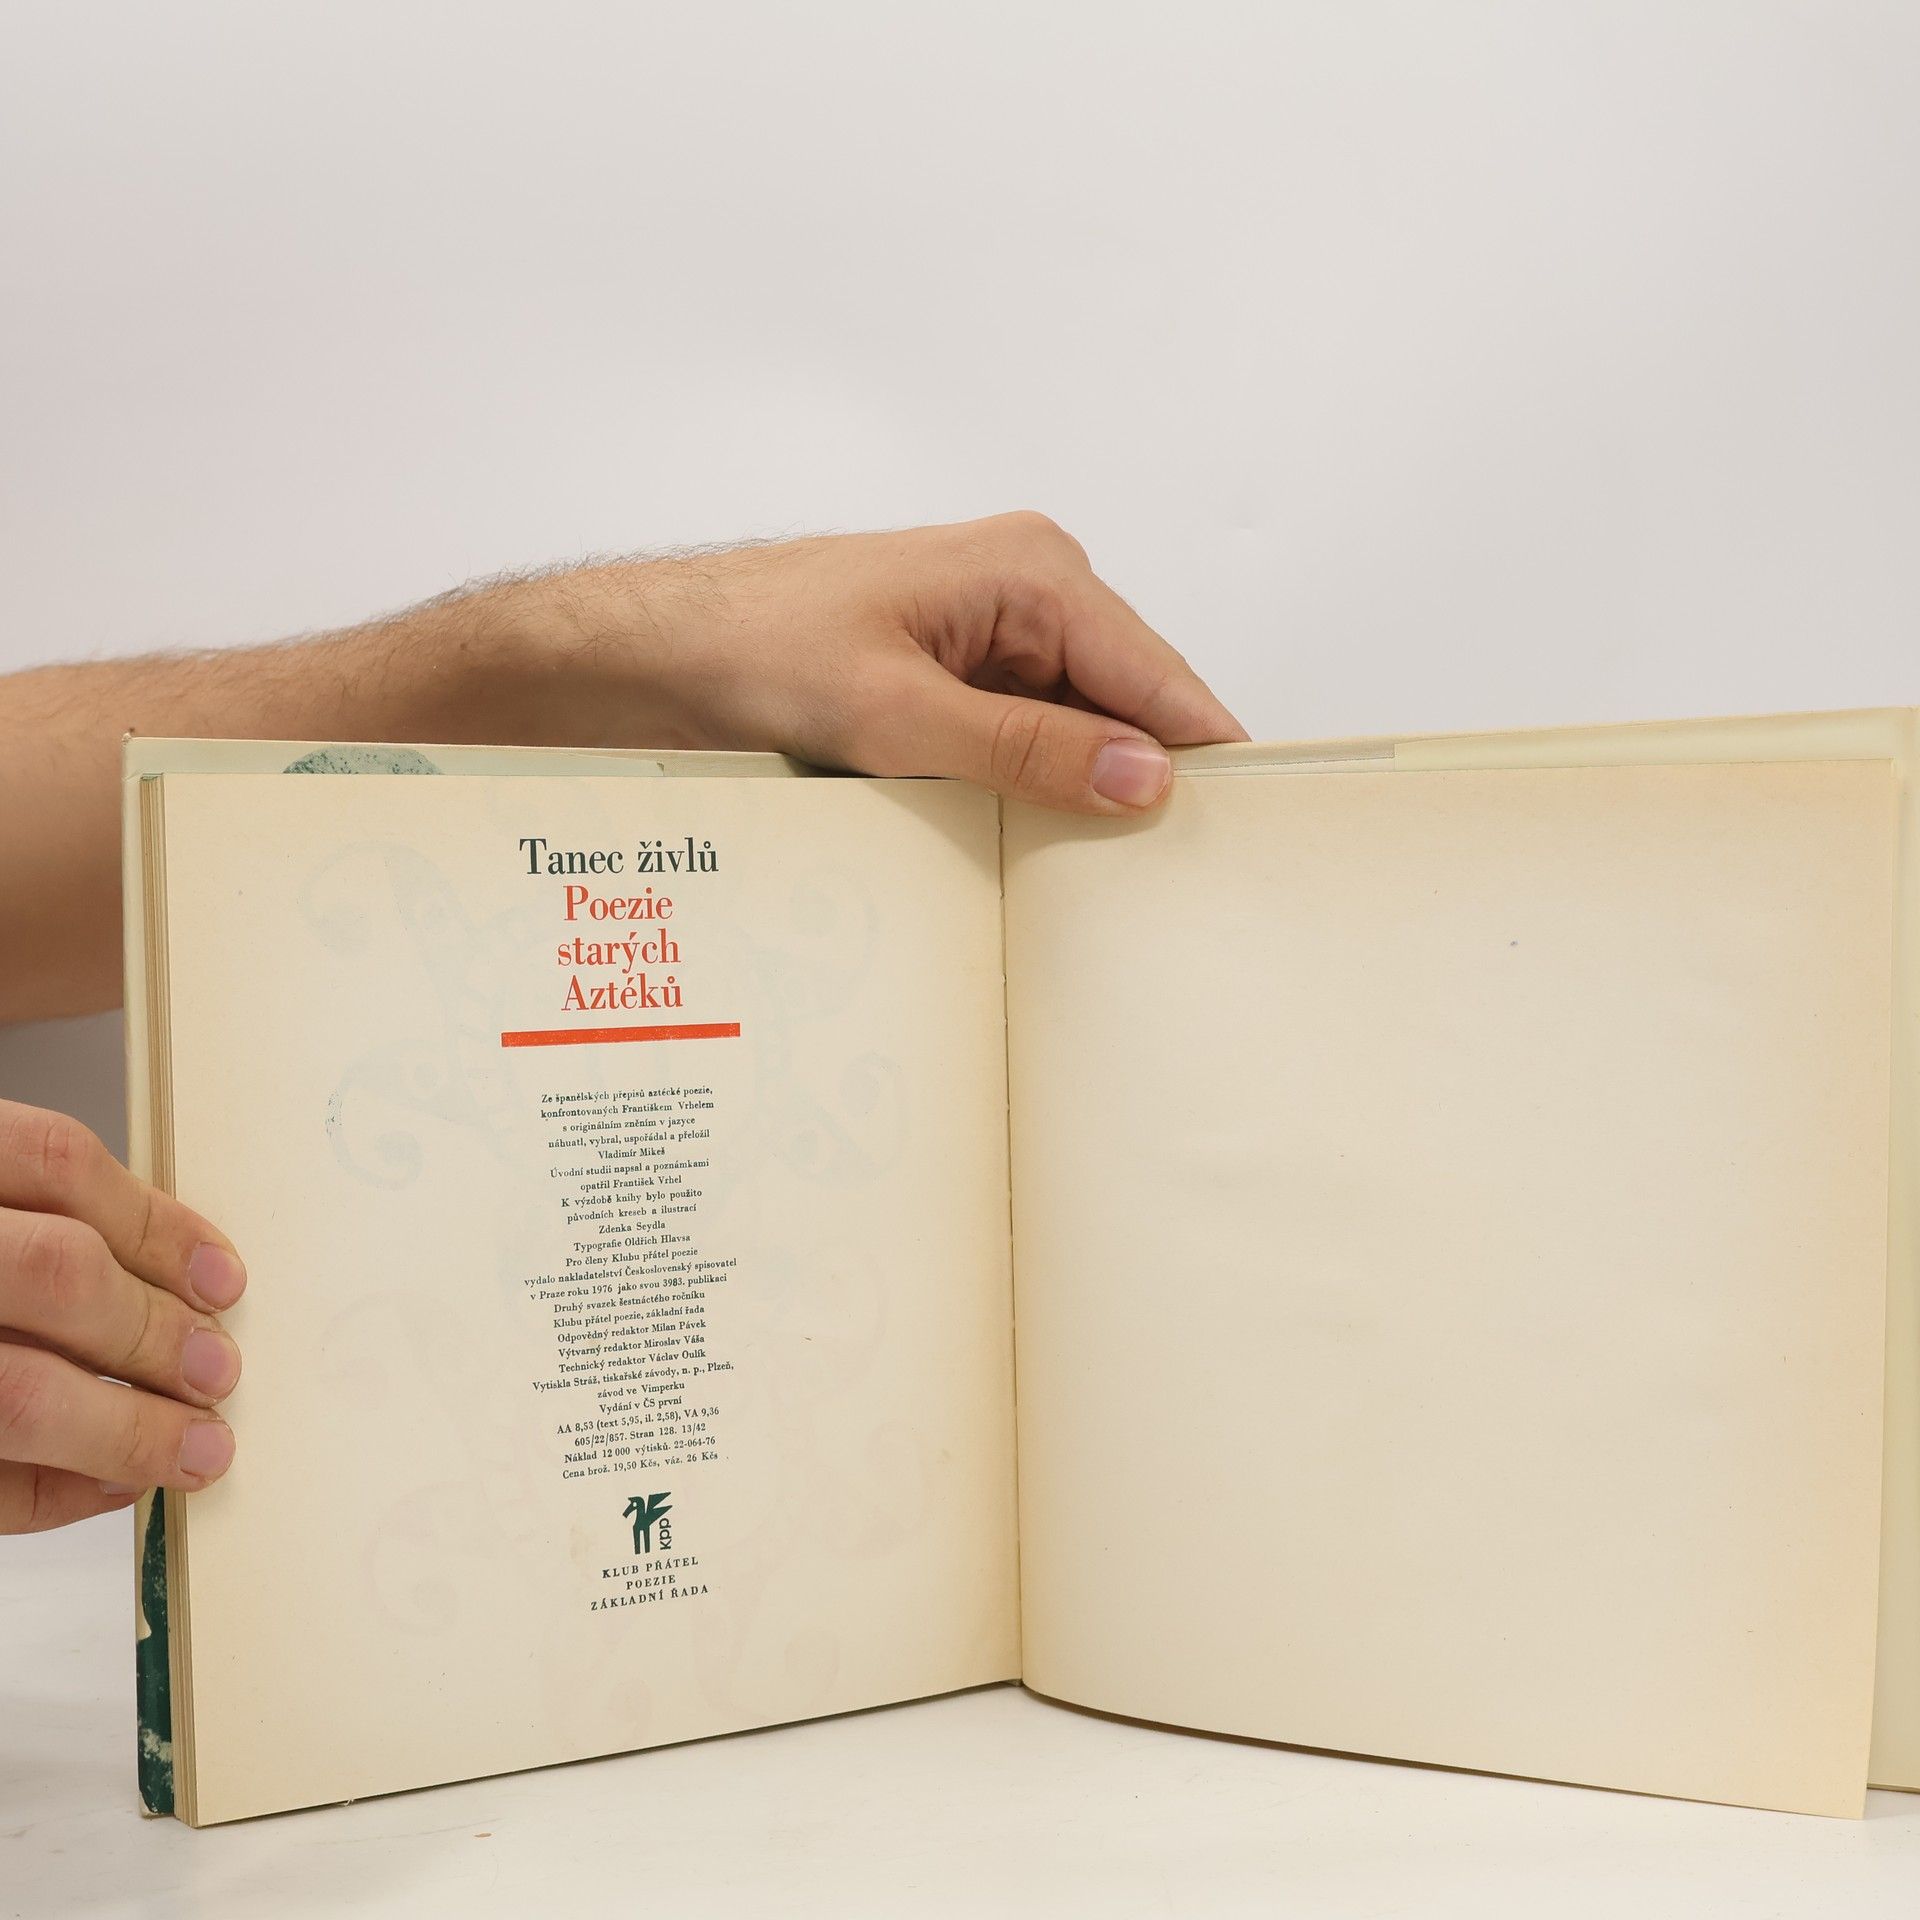 Tanec živlů
Poezie
starých
Aztéků
Ze španělských přepisů aztécké poezie,
konfrontovaných Františkem Vrhelem
s originálním zněním v jazyce
náhuatl, vybral, uspořádal a přeložil
Vladimír Mikeš
Úvodní studii napsal a poznámkami
opatřil František Vrhel
K výzdobě knihy bylo použito
původních kreseb a ilustrací
Zdenka Seydla
Typografie Oldřich Hlavsa
Pro členy Klubu přátel poezie
vydalo nakladatelství Československý spisovatel
v Praze roku 1976 jako svou 3983. publikaci
Druhý svazek šestnáctého ročníku
Klubu přátel poezie, základní řada
Odpovědný redaktor Milan Pávek
Výtvarný redaktor Miroslav Váša
Technický redaktor Václav Oulík
Vytiskla Stráž, tiskařské závody, n. p., Plzeň,
závod ve Vimperku
Vydání v ČS první
AA 8,53 (text 5,95, il. 2,58), VA 9,36
605/22/857. Stran 128. 13/42
Náklad 12 000 výtisků. 22-064-76
Cena brož. 19,50 Kčs, váz. 26 Kčs
kpp
KLUB PŘÁTEL
POEZIE
ZÁKLADNÍ ŘADA